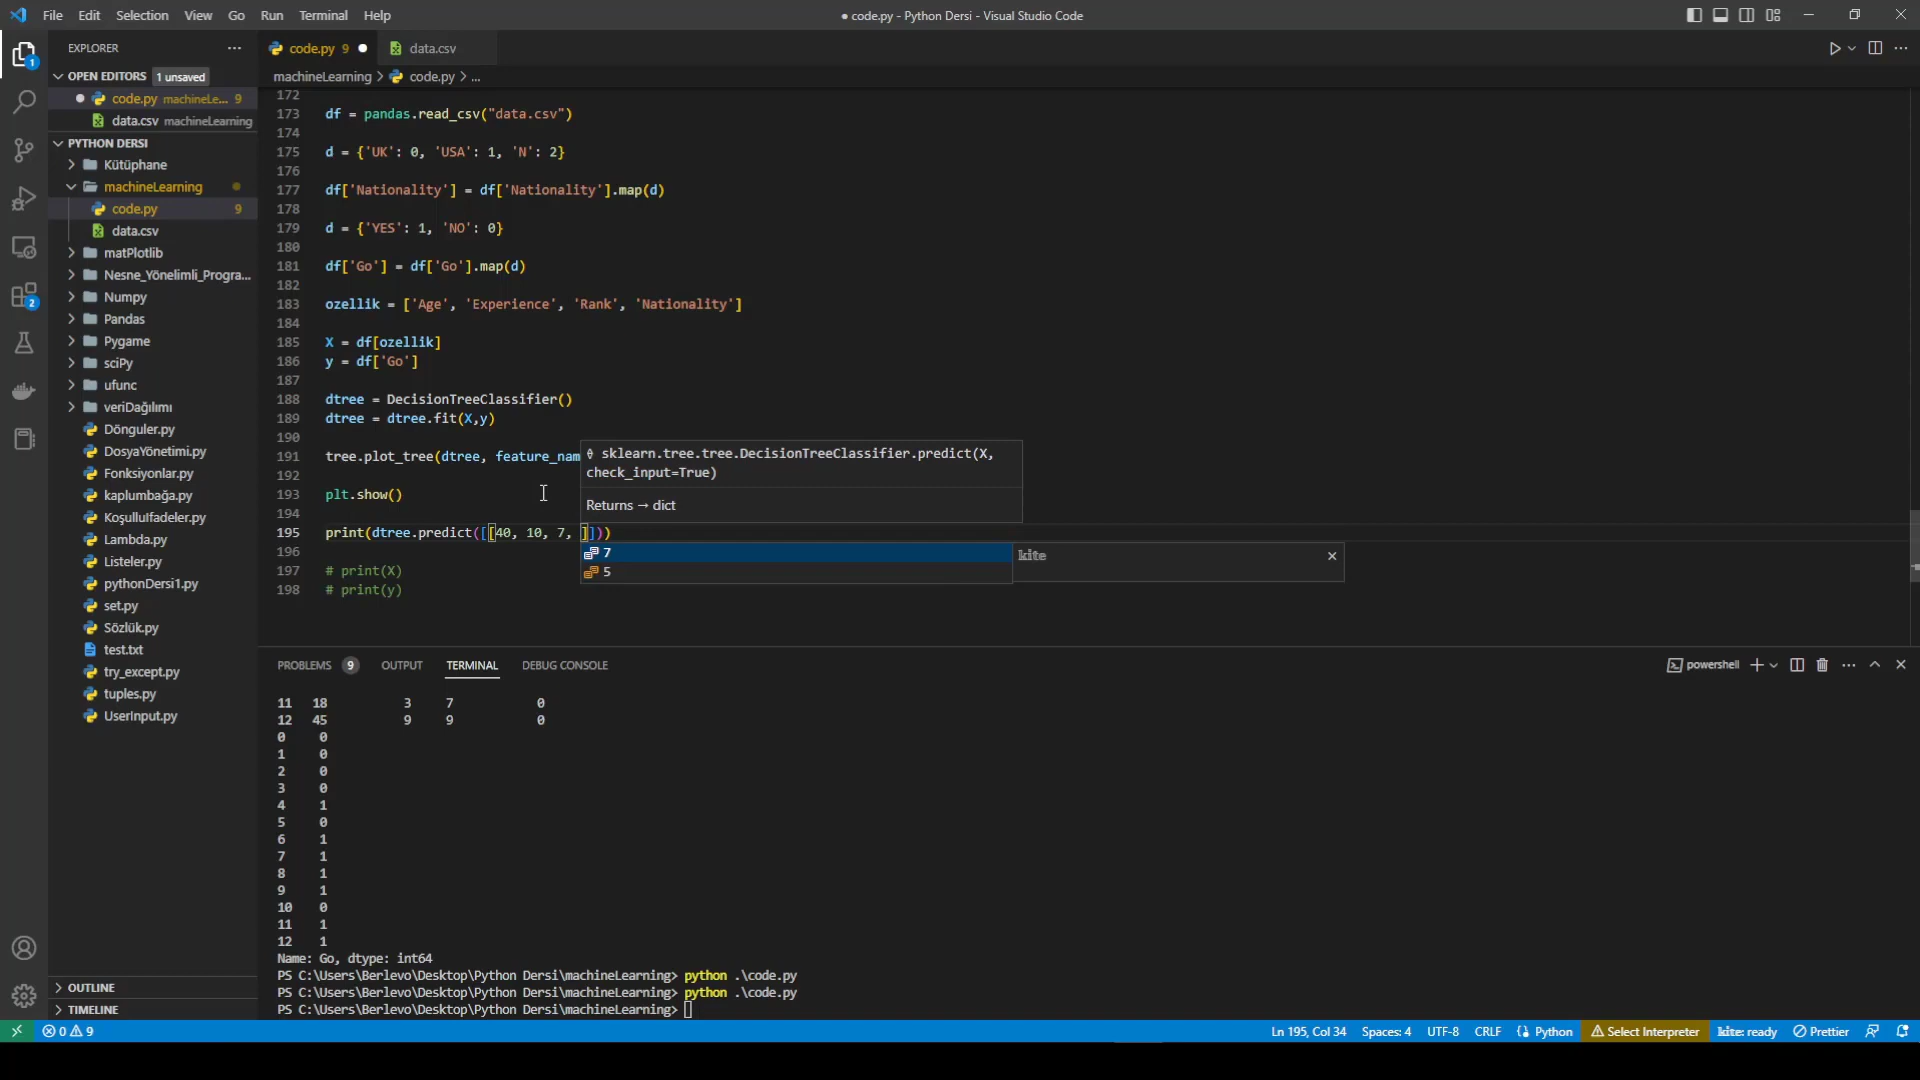 File Edit Selection View Go Run Terminal Help
● code.py - Python Dersi - Visual Studio Code
EXPLORER
OPEN EDITORS 1 unsaved
code.py machineLe... 9
data.csv machineLearning
PYTHON DERSI
Kütüphane
machineLearning
code.py 9
data.csv
matPlotlib
Nesne_Yönelimli_Progra...
Numpy
Pandas
Pygame
sciPy
ufunc
veriDağılımı
Dönguler.py
DosyaYönetimi.py
Fonksiyonlar.py
kaplumbağa.py
KoşulluIfadeler.py
Lambda.py
Listeler.py
pythonDersi1.py
set.py
Sözlük.py
test.txt
try_except.py
tuples.py
UserInput.py
OUTLINE
TIMELINE
code.py 9
data.csv
machineLearning > code.py > ...
172
173 df = pandas.read_csv("data.csv")
174
175 d = {'UK': 0, 'USA': 1, 'N': 2}
176
177 df['Nationality'] = df['Nationality'].map(d)
178
179 d = {'YES': 1, 'NO': 0}
180
181 df['Go'] = df['Go'].map(d)
182
183 ozellik = ['Age', 'Experience', 'Rank', 'Nationality']
184
185 X = df[ozellik]
186 y = df['Go']
187
188 dtree = DecisionTreeClassifier()
189 dtree = dtree.fit(X,y)
190
191 tree.plot_tree(dtree, feature_nam
192
193 plt.show()
194
195 print(dtree.predict([[40, 10, 7, ]]))
196
197 # print(X)
198 # print(y)
sklearn.tree.tree.DecisionTreeClassifier.predict(X,
check_input=True)
Returns → dict
7
5
kite
PROBLEMS 9 OUTPUT TERMINAL DEBUG CONSOLE
powershell
11 18 3 7 0
12 45 9 9 0
0 0
1 0
2 0
3 0
4 1
5 0
6 1
7 1
8 1
9 1
10 0
11 1
12 1
Name: Go, dtype: int64
PS C:\Users\Berlevo\Desktop\Python Dersi\machineLearning> python .\code.py
PS C:\Users\Berlevo\Desktop\Python Dersi\machineLearning> python .\code.py
PS C:\Users\Berlevo\Desktop\Python Dersi\machineLearning>
0 9
Ln 195, Col 34 Spaces: 4 UTF-8 CRLF Python Select Interpreter kite: ready Prettier
1
2